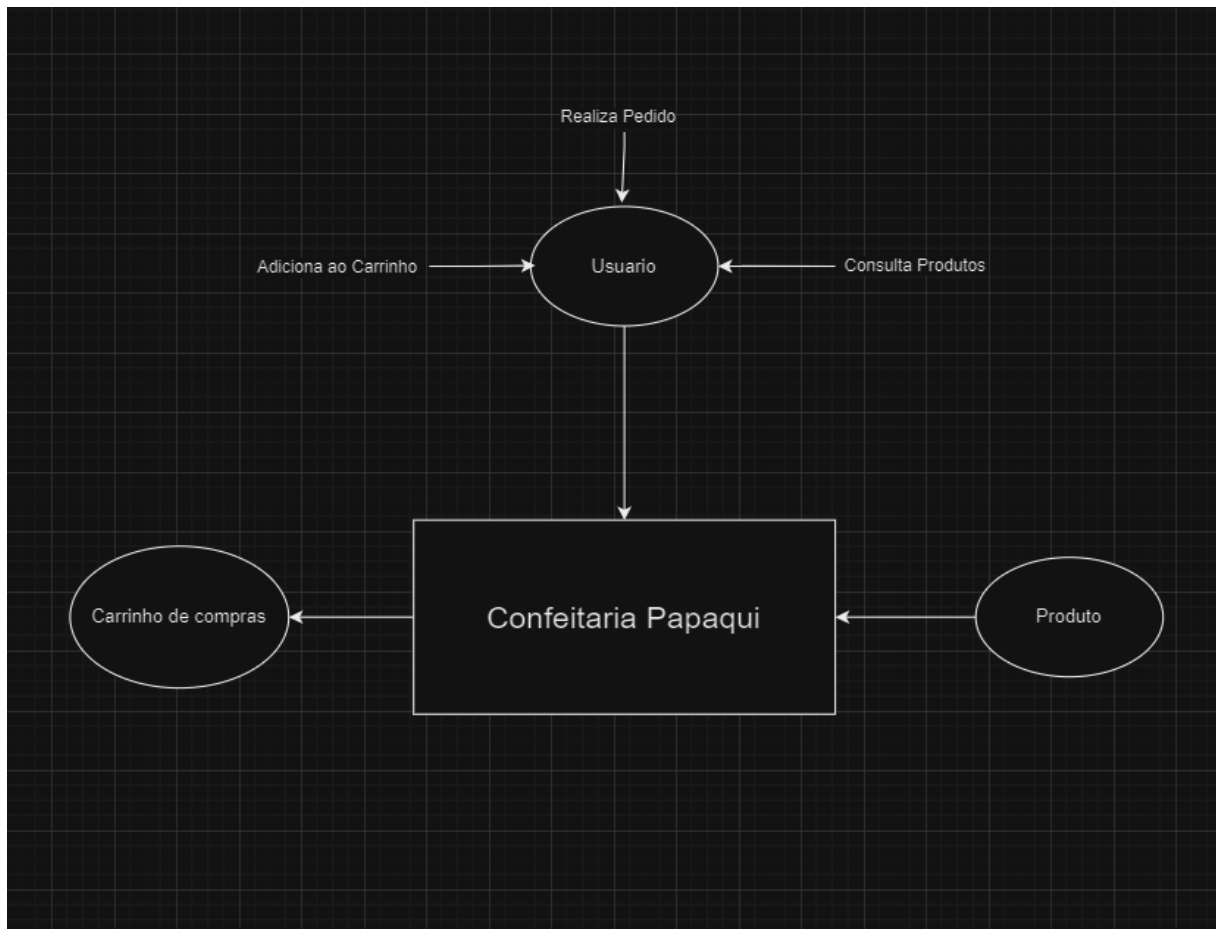 Realiza Pedido
Adiciona ao Carrinho
Usuario
Consulta Produtos
Carrinho de compras
Confeitaria Papaqui
Produto